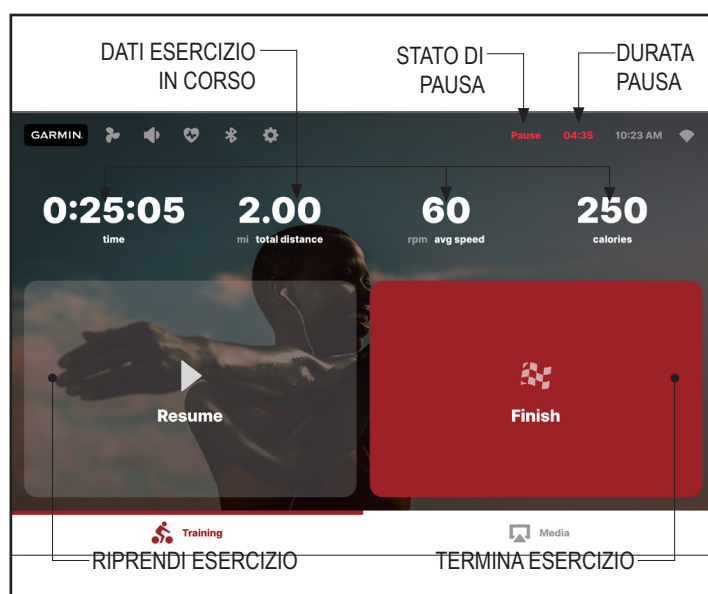 DATI ESERCIZIO
IN CORSO
STATO DI
PAUSA
DURATA
PAUSA
GARMIN.
Pause 04:35 10:23 AM
0:25:05 2.00 60 250
time mi total distance rpm avg speed calories
Resume
Finish
Training
Media
RIPRENDI ESERCIZIO
TERMINA ESERCIZIO